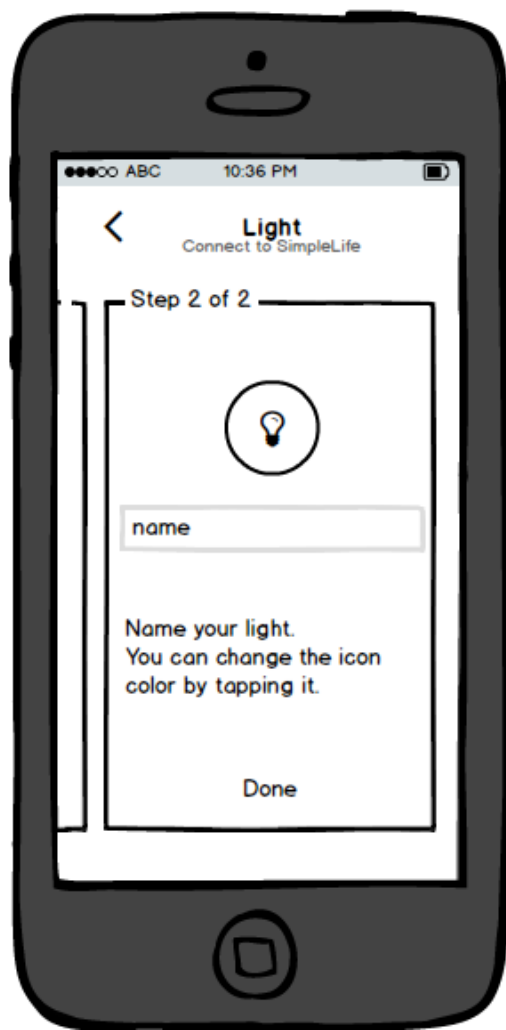 ABC 10:36 PM
Light
Connect to SimpleLife
Step 2 of 2
name
Name your light.
You can change the icon
color by tapping it.
Done